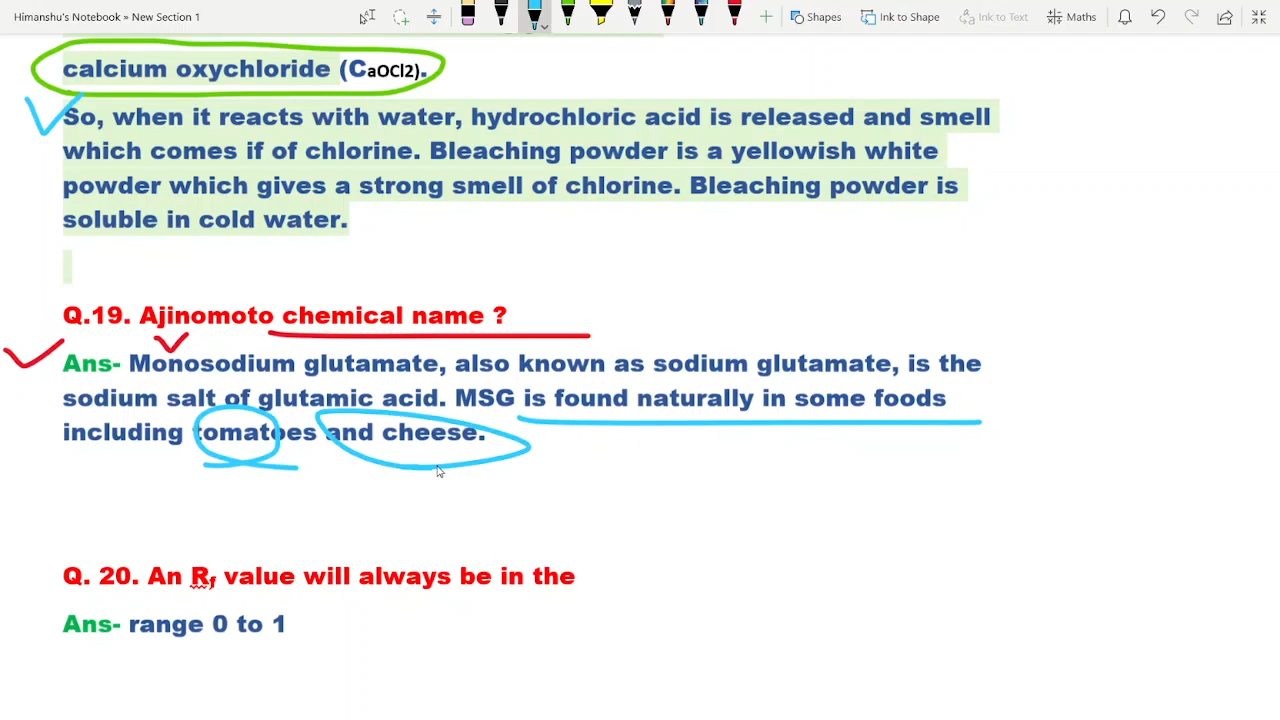 Himanshu's Notebook » New Section 1
Shapes
Ink to Shape
Ink to Text
Maths
calcium oxychloride (CaOCl2).
So, when it reacts with water, hydrochloric acid is released and smell
which comes if of chlorine. Bleaching powder is a yellowish white
powder which gives a strong smell of chlorine. Bleaching powder is
soluble in cold water.
Q.19. Ajinomoto chemical name ?
Ans- Monosodium glutamate, also known as sodium glutamate, is the
sodium salt of glutamic acid. MSG is found naturally in some foods
including tomatoes and cheese.
Q. 20. An Rf value will always be in the
Ans- range 0 to 1